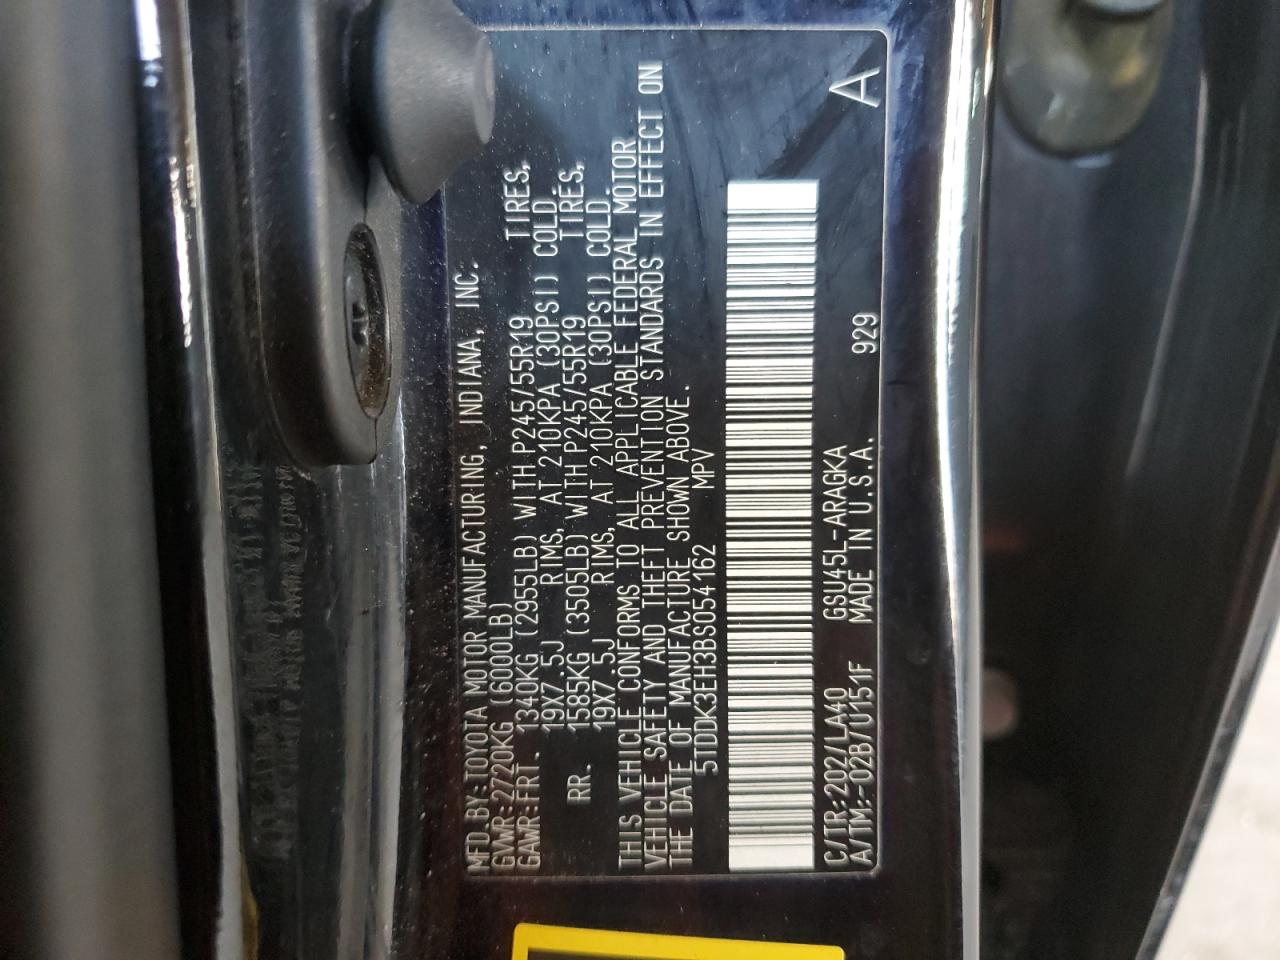 MFD.BY:TOYOTA MOTOR MANUFACTURING, INDIANA, INC.
GVWR:2720KG (6000LB)
GAWR:FRT. 1340KG (2955LB) WITH P245/55R19 TIRES,
19X7.5J RIMS, AT 210KPA (30PSI) COLD.
RR. 1585KG (3505LB) WITH P245/55R19 TIRES,
19X7.5J RIMS, AT 210KPA (30PSI) COLD.
THIS VEHICLE CONFORMS TO ALL APPLICABLE FEDERAL MOTOR
VEHICLE SAFETY AND THEFT PREVENTION STANDARDS IN EFFECT ON
THE DATE OF MANUFACTURE SHOWN ABOVE.
5TDDK3EH3BS054162 MPV
C/TR:202/LA40 GSU45L-ARAGKA
A/TM:-02B/U151F MADE IN U.S.A. 929 A